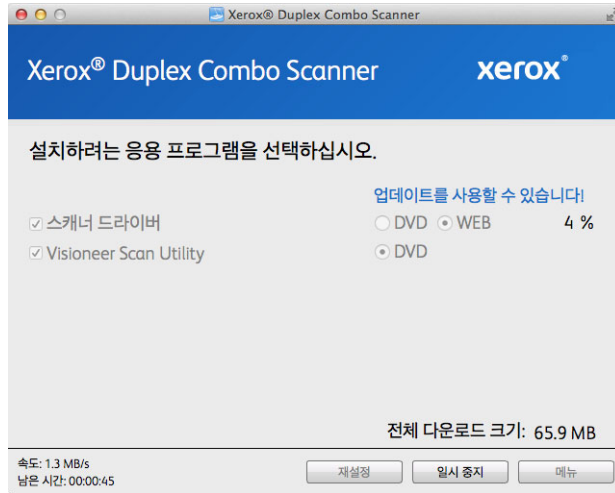 Xerox® Duplex Combo Scanner
Xerox® Duplex Combo Scanner
xerox®
설치하려는 응용 프로그램을 선택하십시오.
업데이트를 사용할 수 있습니다!
스캐너 드라이버 DVD WEB 4 %
Visioneer Scan Utility DVD
전체 다운로드 크기: 65.9 MB
속도: 1.3 MB/s
남은 시간: 00:00:45
재설정 일시 중지 메뉴